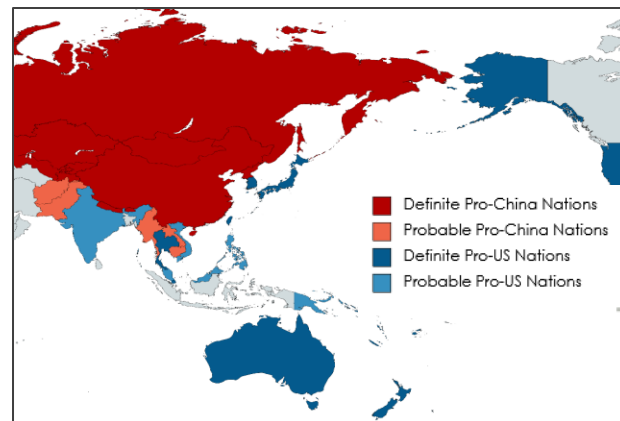 Definite Pro-China Nations
Probable Pro-China Nations
Definite Pro-US Nations
Probable Pro-US Nations